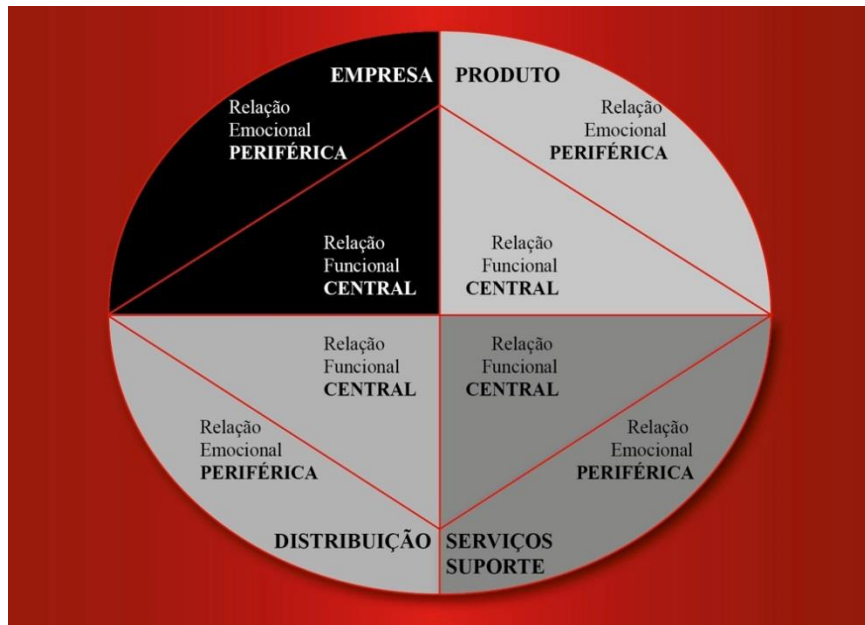 EMPRESA
Relação
Emocional
PERIFÉRICA
Relação
Funcional
CENTRAL
PRODUTO
Relação
Emocional
PERIFÉRICA
Relação
Funcional
CENTRAL
Relação
Funcional
CENTRAL
Relação
Emocional
PERIFÉRICA
DISTRIBUIÇÃO
Relação
Funcional
CENTRAL
Relação
Emocional
PERIFÉRICA
SERVIÇOS
SUPORTE